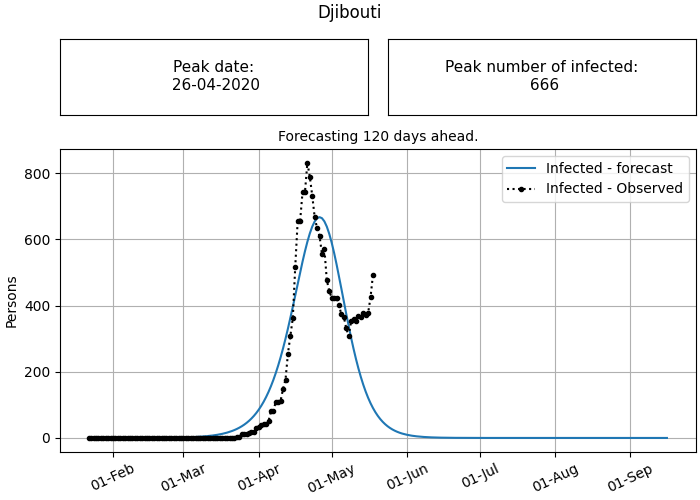 Djibouti
Peak date:
26-04-2020
Peak number of infected:
666
Forecasting 120 days ahead.
Infected - forecast
Infected - Observed
Persons
800
600
400
200
0
01-Feb
01-Mar
01-Apr
01-May
01-Jun
01-Jul
01-Aug
01-Sep